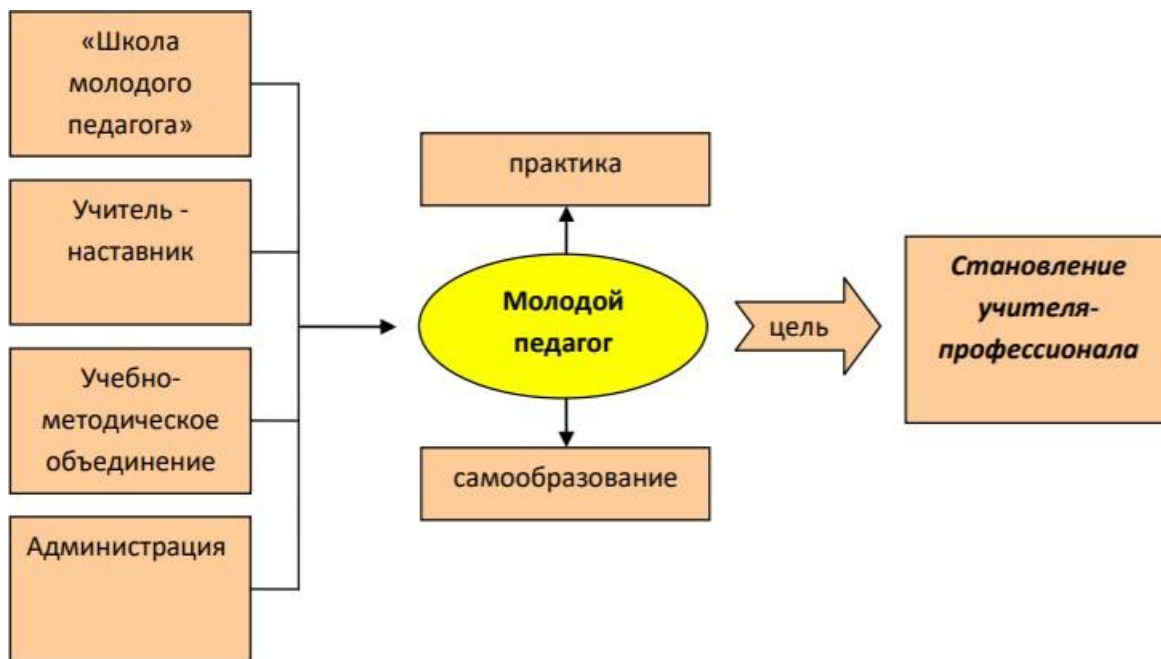 «Школа
молодого
педагога»
Учитель -
наставник
Учебно-
методическое
объединение
Администрация
практика
Молодой
педагог
самообразование
цель
Становление
учителя-
профессионала